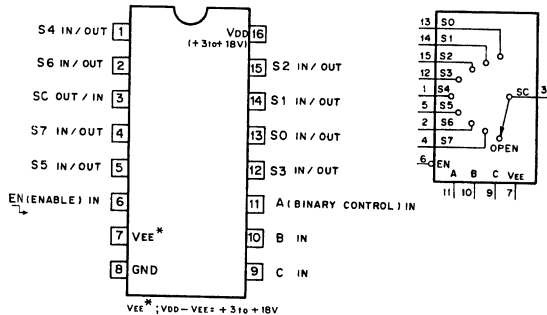 S4 IN/OUT 1
VDD 16
(+3 to +18V)
S6 IN/OUT 2
15 S2 IN/OUT
SC OUT/IN 3
14 S1 IN/OUT
S7 IN/OUT 4
13 S0 IN/OUT
S5 IN/OUT 5
12 S3 IN/OUT
EN (ENABLE) IN 6
11 A (BINARY CONTROL) IN
7 VEE*
10 B IN
8 GND
9 C IN
VEE*; VDD-VEE= +3 to +18V
13 S0
14 S1
15 S2
12 S3
1 S4
SC 3
5 S5
2 S6
4 S7
OPEN
6 EN
A B C VEE
11 10 9 7